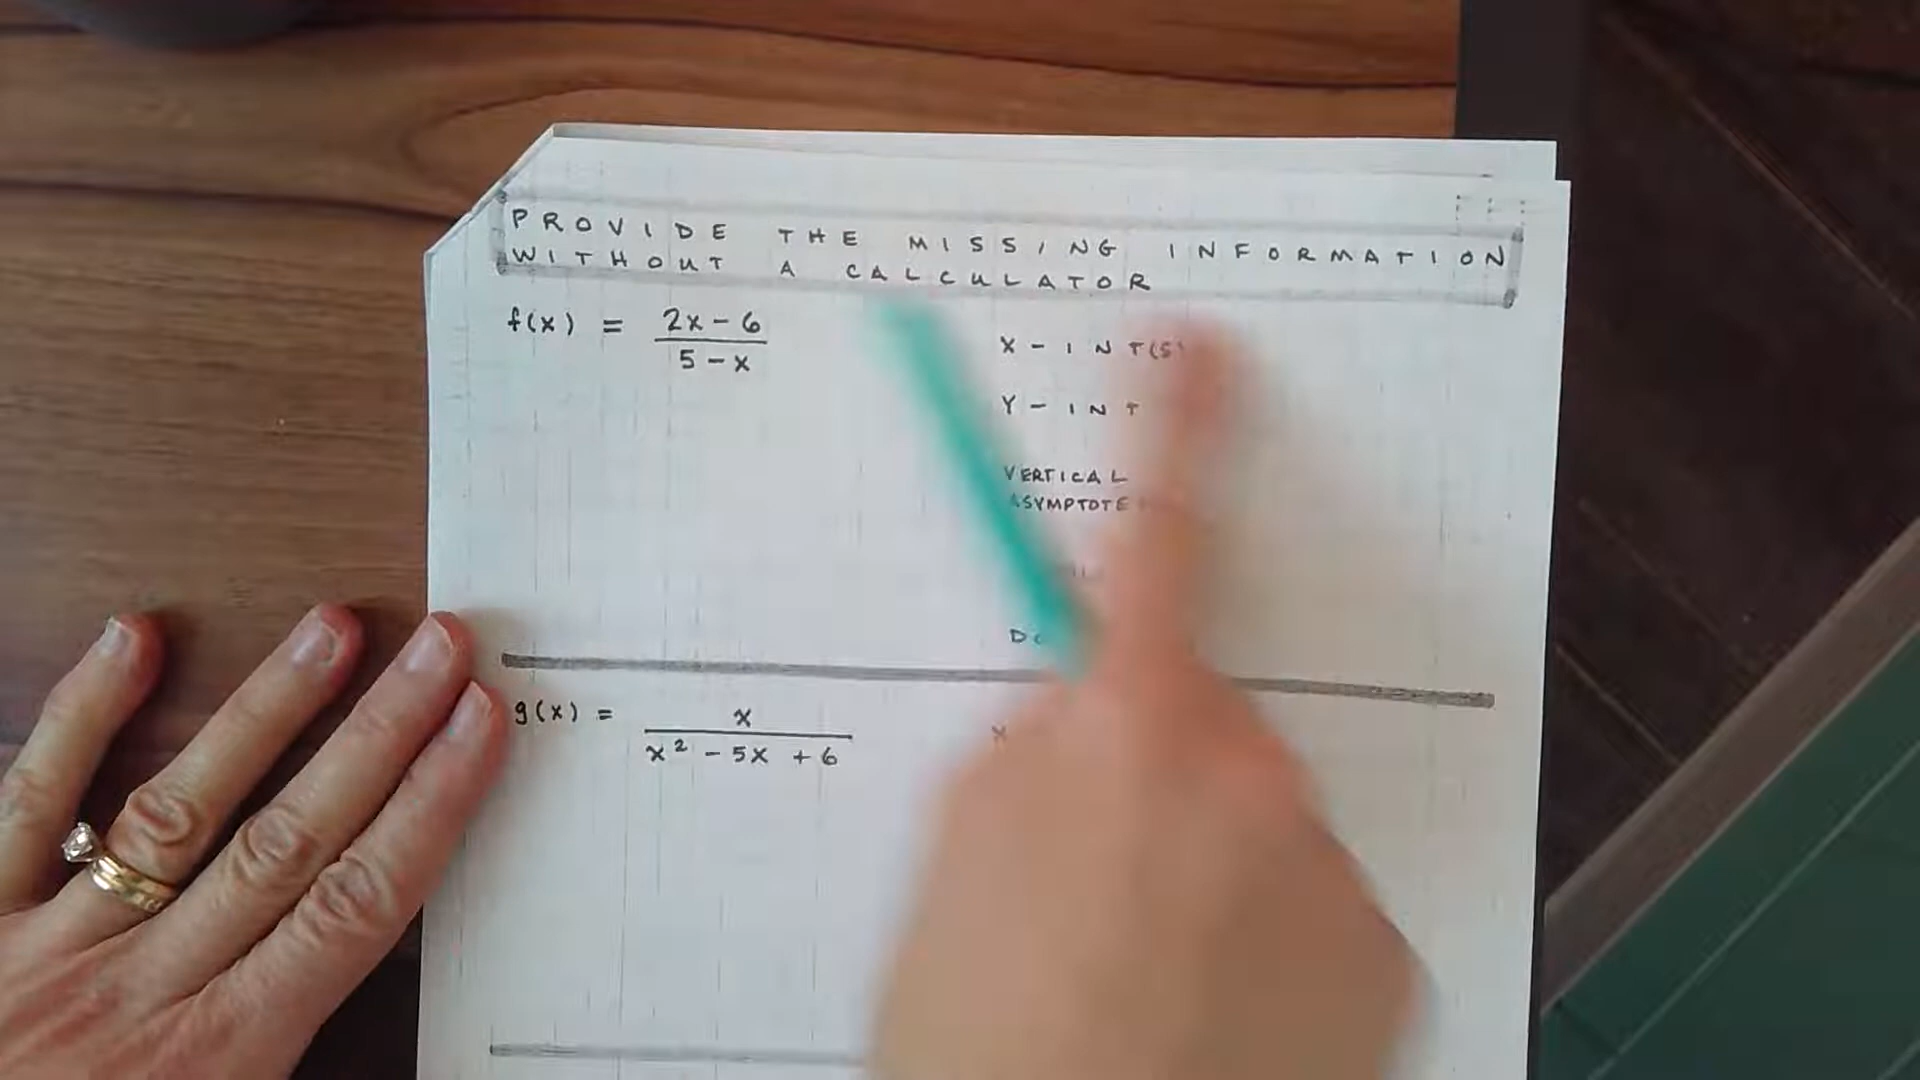 PROVIDE THE MISSING INFORMATION
WITHOUT A CALCULATOR
f(x) = 2x - 6 / 5 - x
X - INT(S)
Y - INT
VERTICAL
ASYMPTOTE
g(x) = x / x² - 5x + 6
X